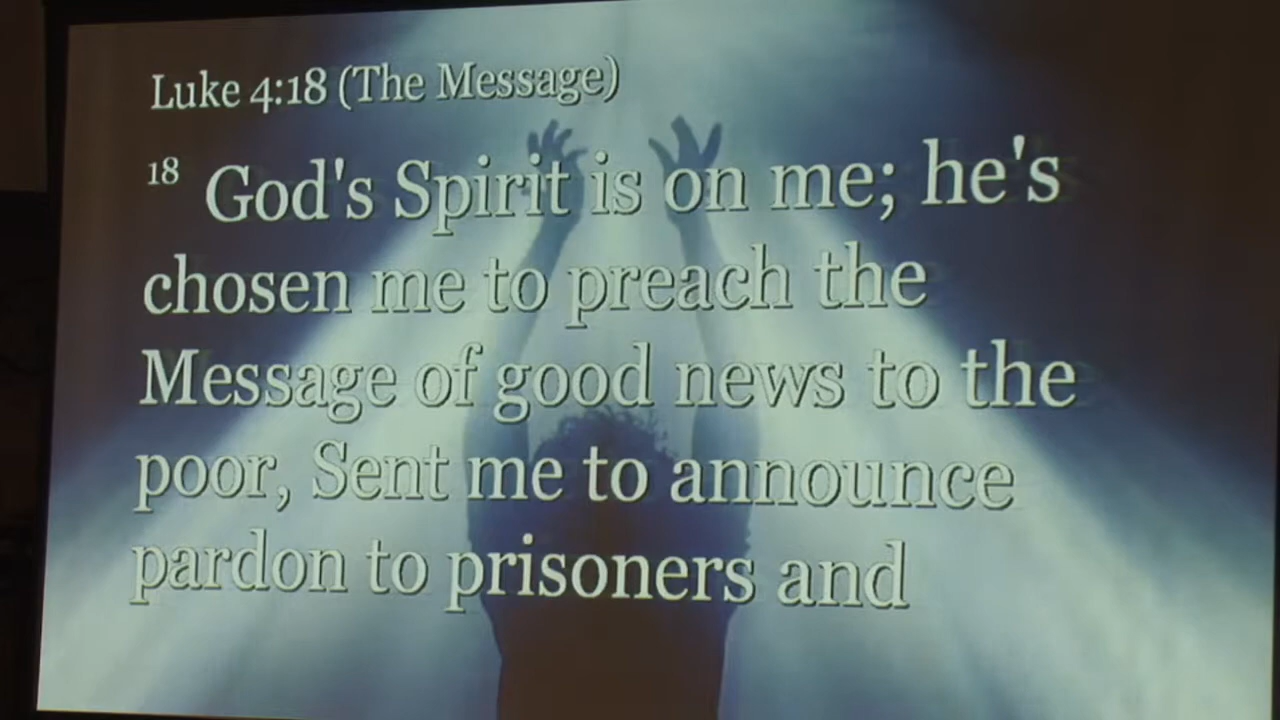 Luke 4:18 (The Message)
18 God's Spirit is on me; he's
chosen me to preach the
Message of good news to the
poor, Sent me to announce
pardon to prisoners and